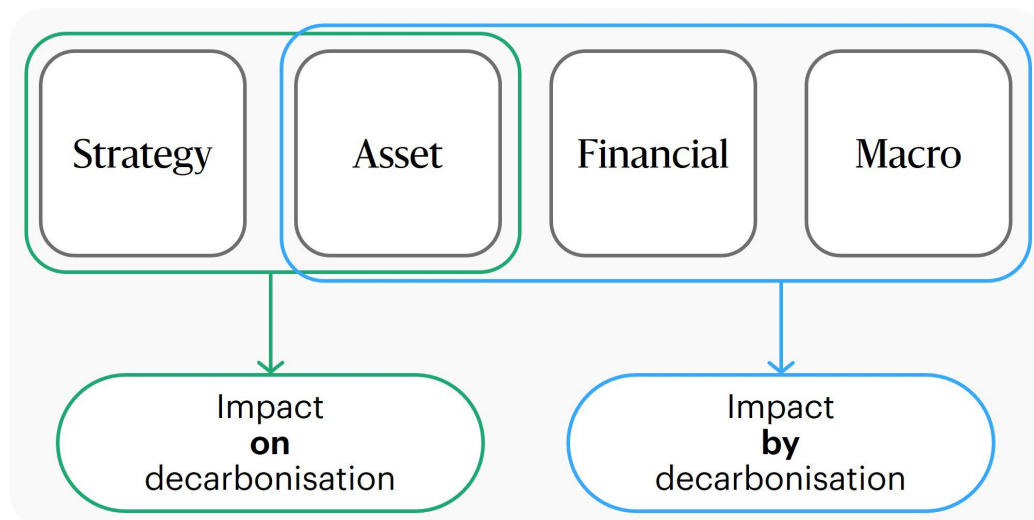 Strategy
Asset
Financial
Macro
Impact
on
decarbonisation
Impact
by
decarbonisation